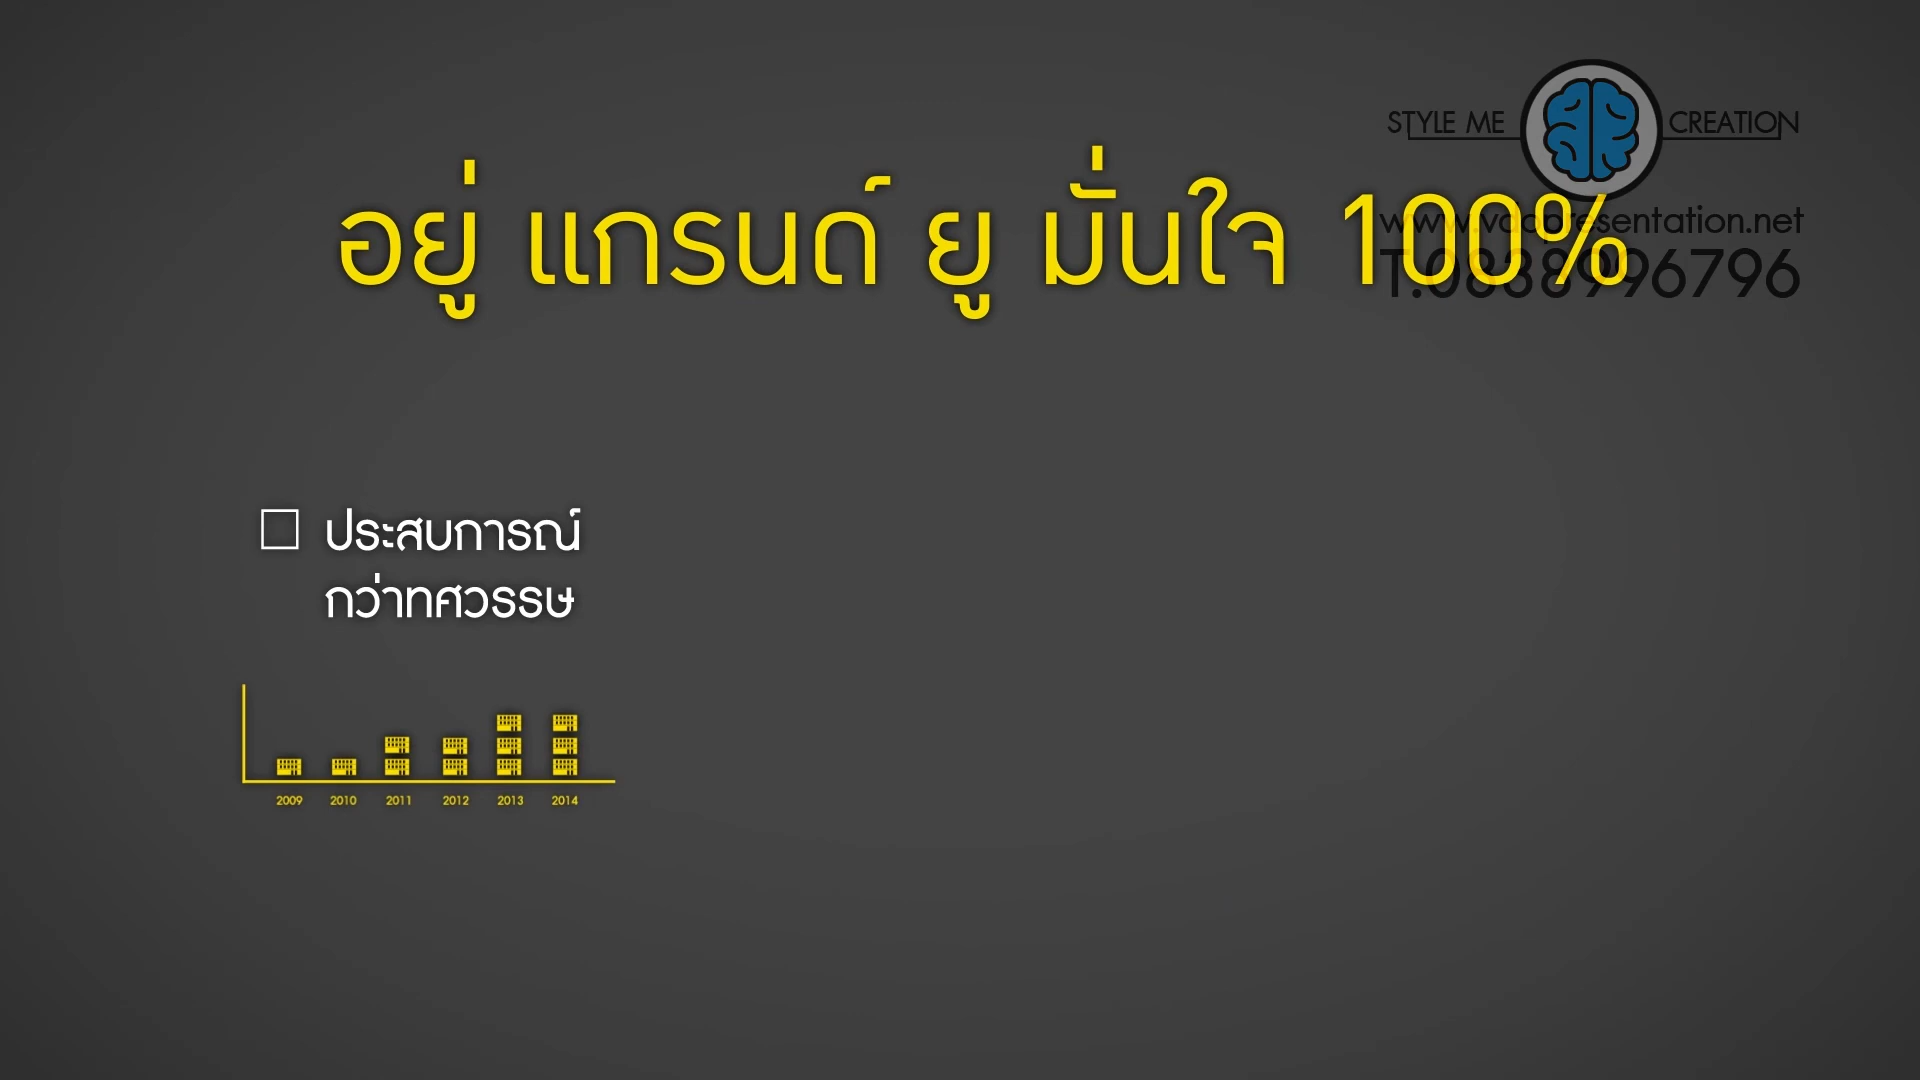 STYLE ME CREATION
อยู่ แกรนด์ ยู มั่นใจ 100%
www.vdopresentation.net
T.0838996796
ประสบการณ์
กว่าทศวรรษ
2009 2010 2011 2012 2013 2014